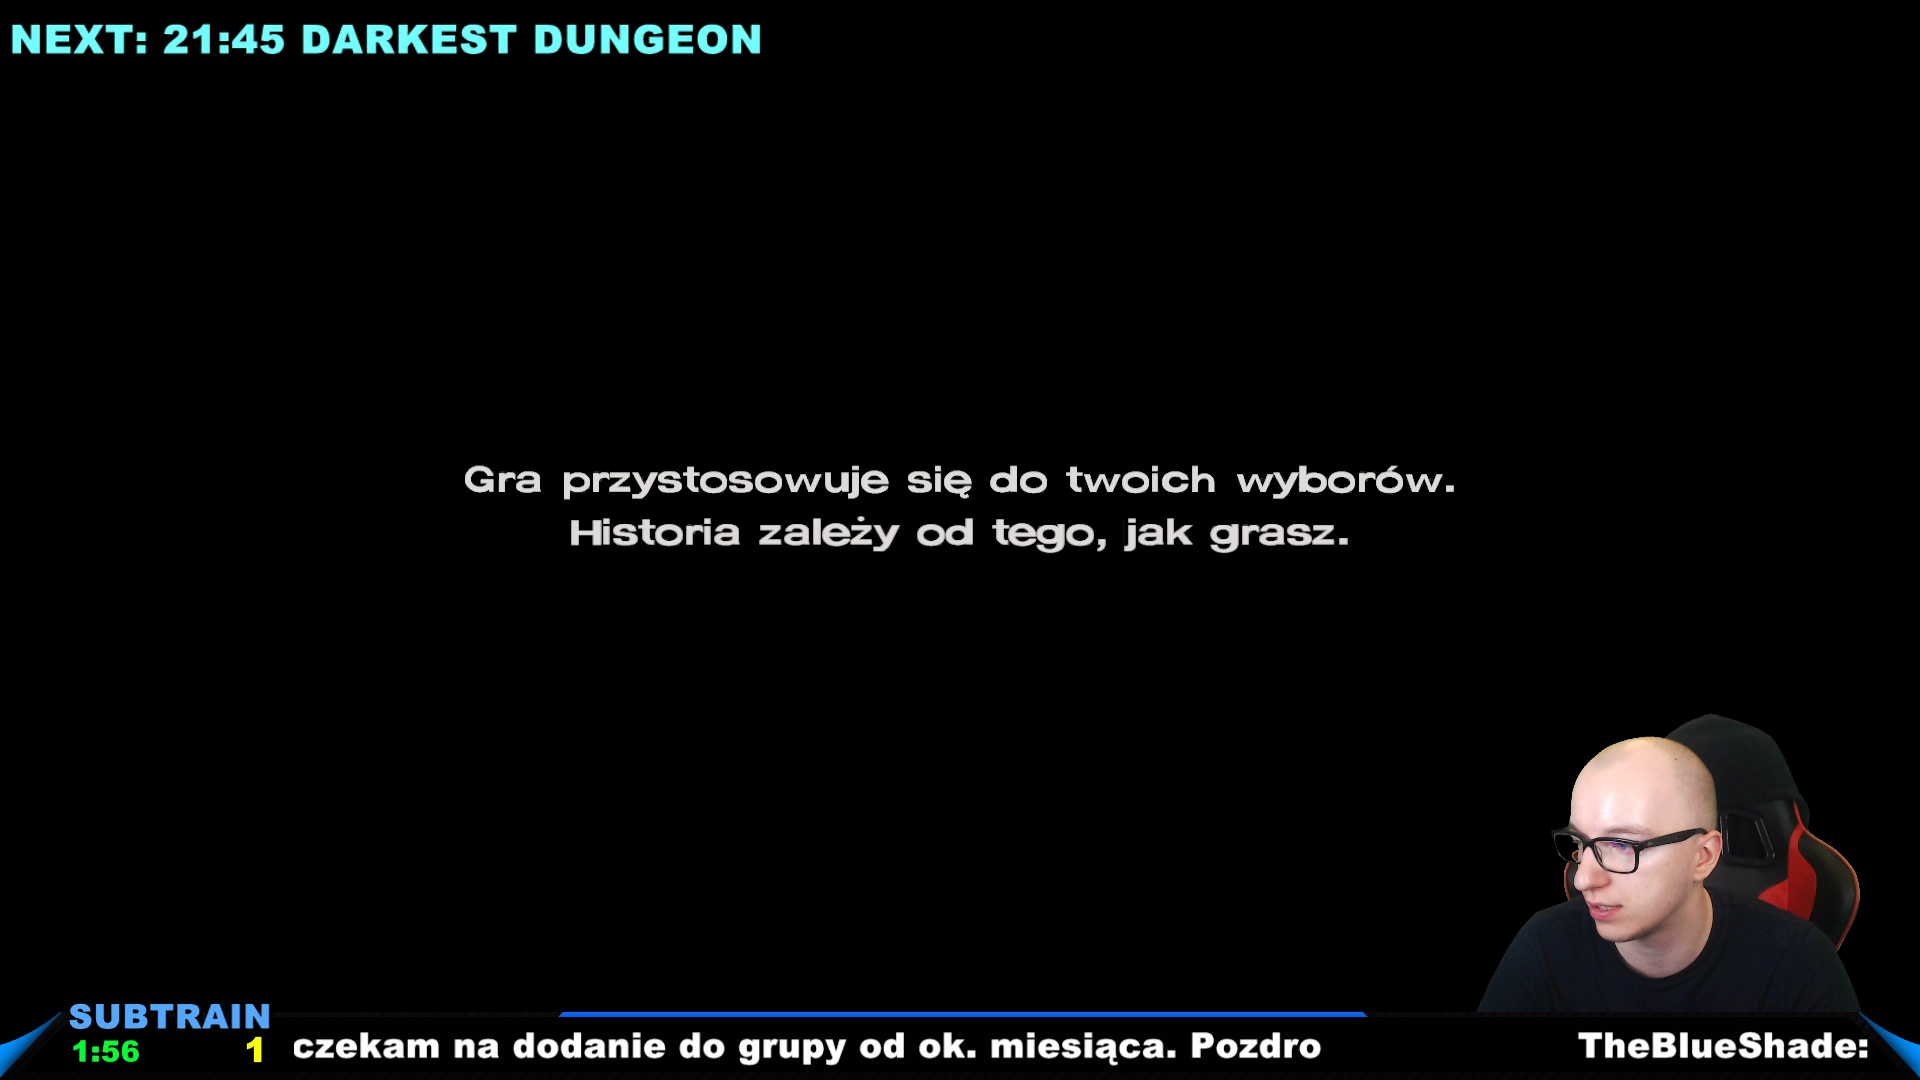 NEXT: 21:45 DARKEST DUNGEON
Gra przystosowuje się do twoich wyborów.
Historia zależy od tego, jak grasz.
SUBTRAIN
1:56 1
czekam na dodanie do grupy od ok. miesiąca. Pozdro
TheBlueShade: